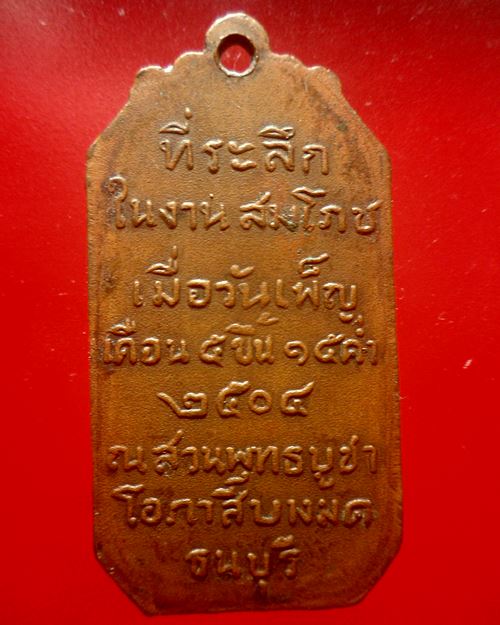 ที่ระลึก
ในงาน สมโภช
เมื่อวันเพ็ญ
เดือน ๕ ขึ้น ๑๕ ค่ำ
๒๕๐๔
ณ สวนพุทธบูชา
โอภาสี บางมด
ธนบุรี